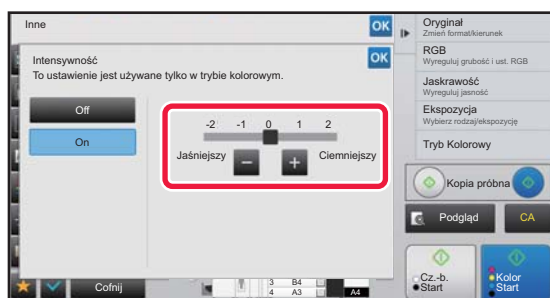 Inne
OK
Intensywność
OK
To ustawienie jest używane tylko w trybie kolorowym.
Off
On
-2 -1 0 1 2
Jaśniejszy
Ciemniejszy
Cofnij
3 B4
4 A3
A4
Oryginał
Zmień format/kierunek
RGB
Wyreguluj grubość i ust. RGB
Jaskrawość
Wyreguluj jasność
Ekspozycja
Wybierz rodzaj/ekspozycję
Tryb Kolorowy
Kopia próbna
Podgląd
CA
Cz.-b.
Start
Kolor
Start